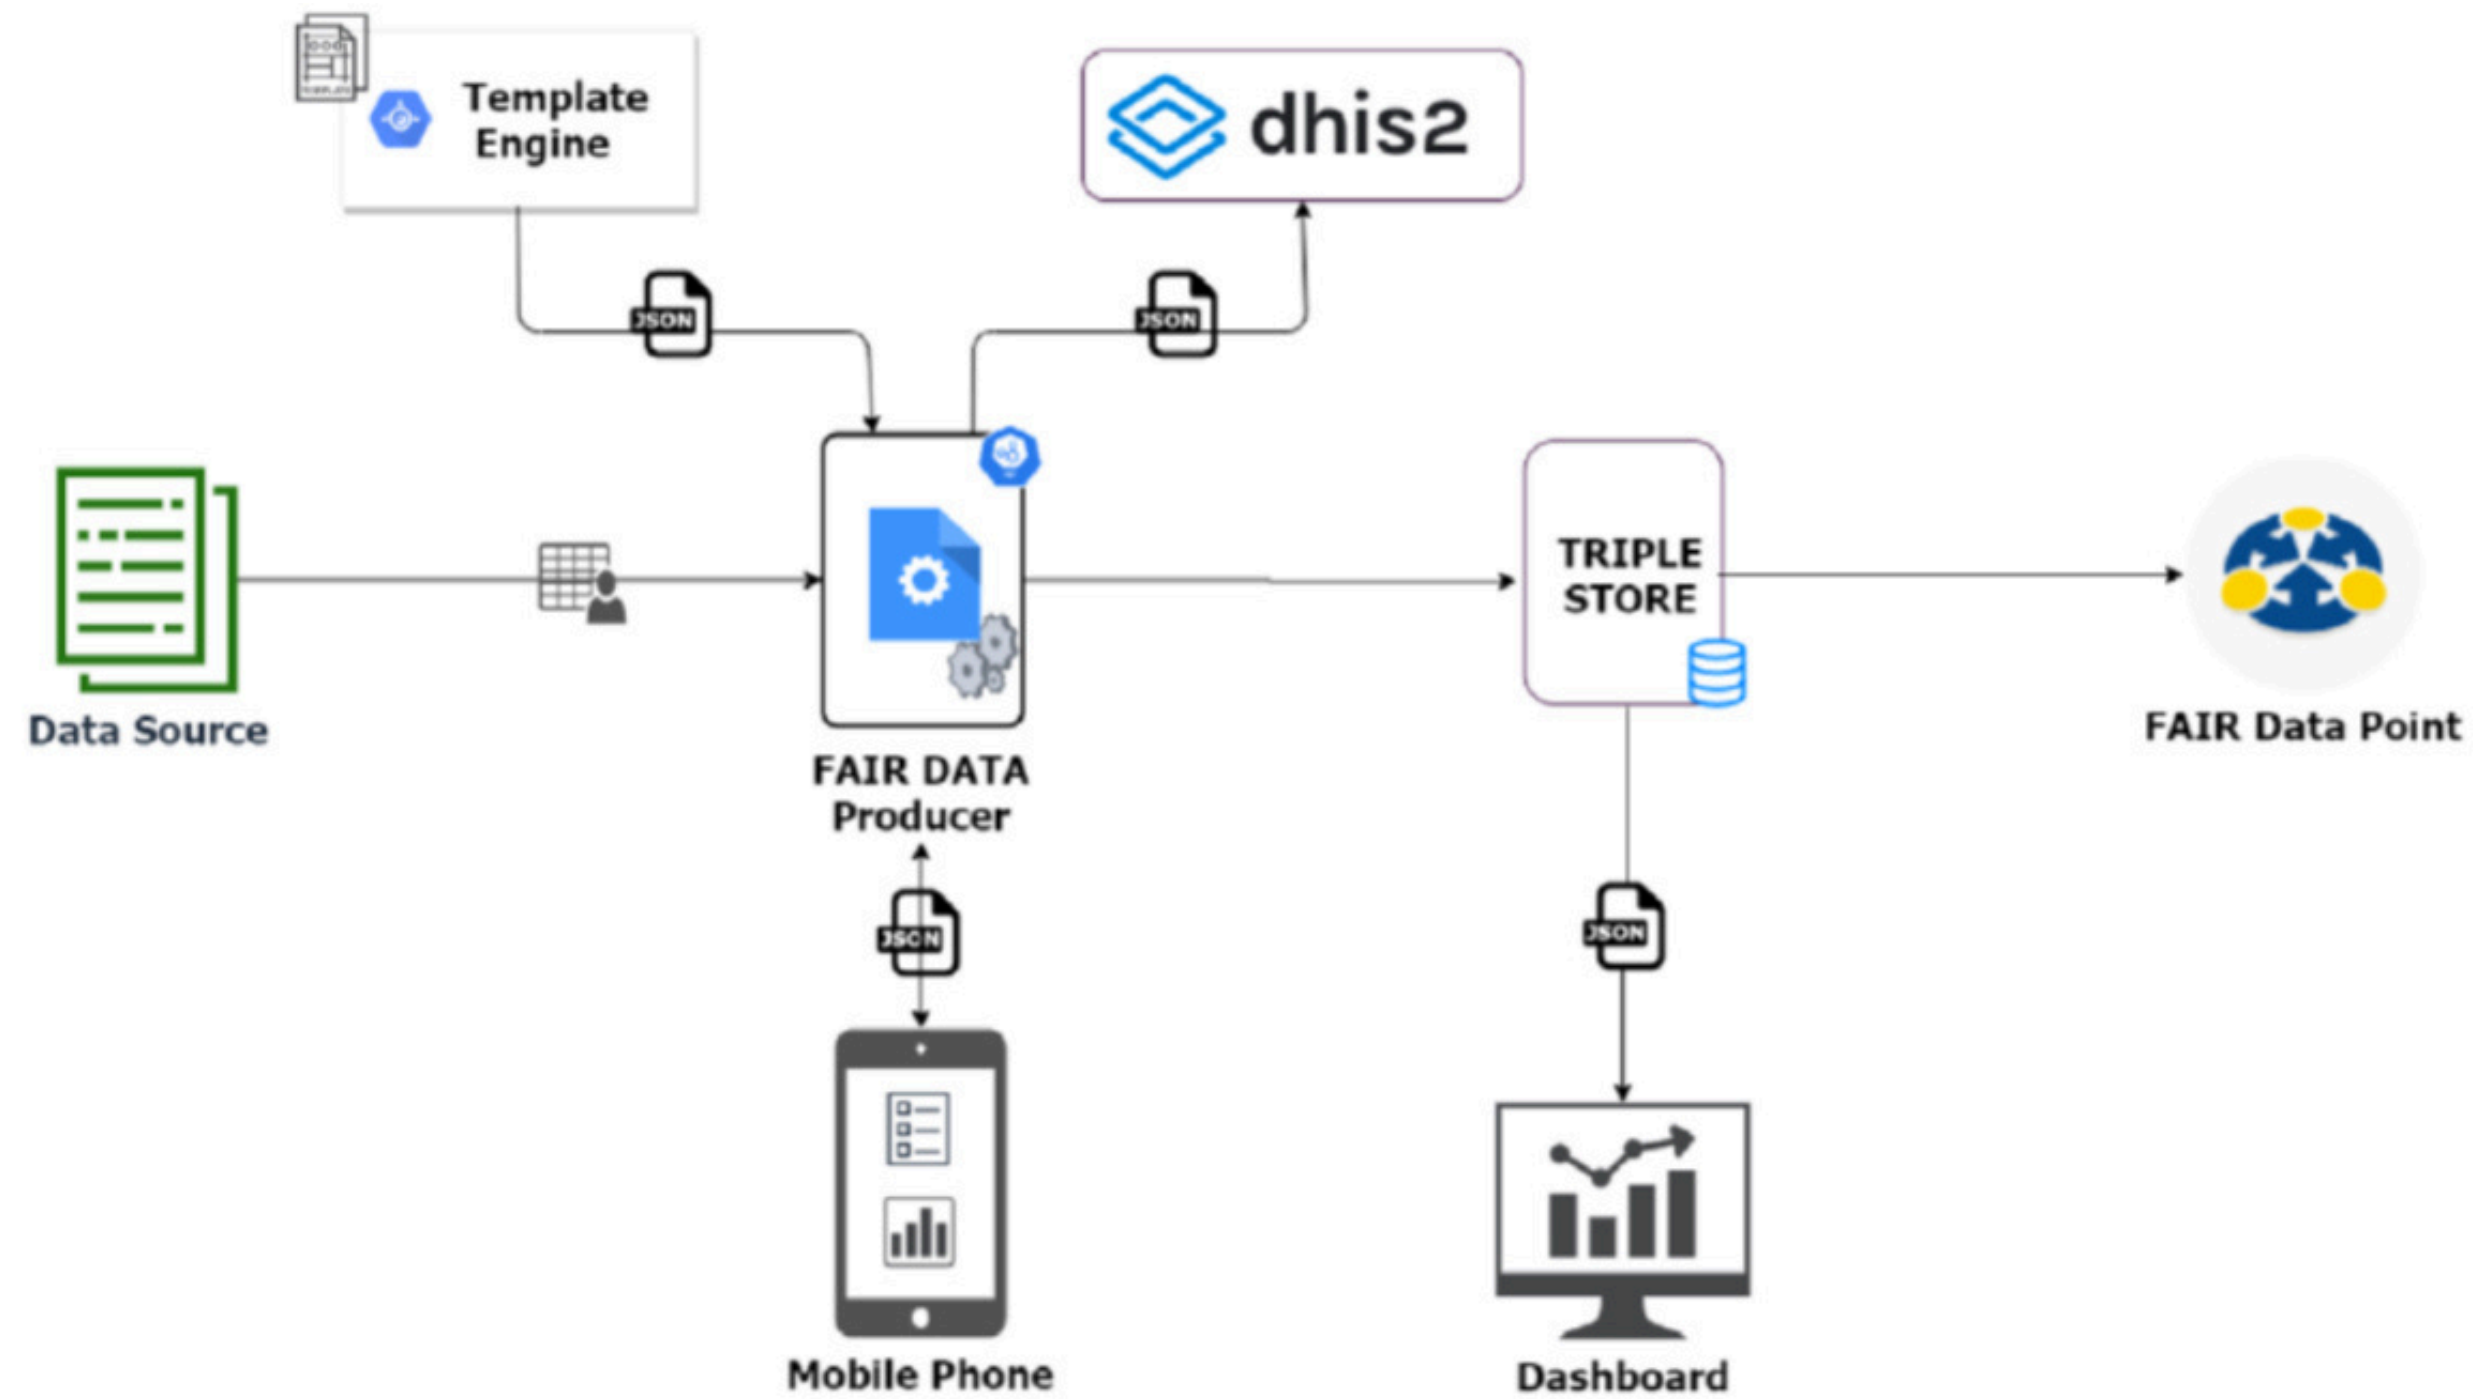 Template
Engine
dhis2
JSON
JSON
TRIPLE
STORE
Data Source
FAIR Data Point
FAIR DATA
Producer
JSON
JSON
Mobile Phone
Dashboard